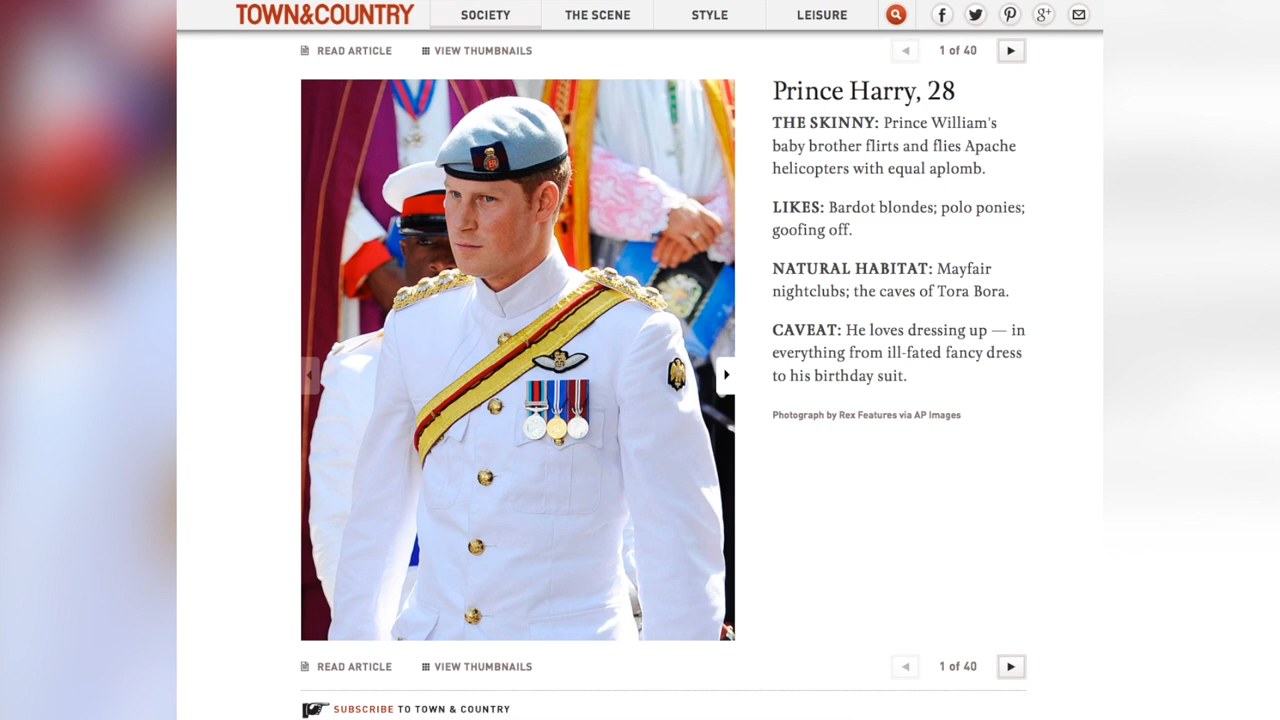 TOWN&COUNTRY
SOCIETY
THE SCENE
STYLE
LEISURE
READ ARTICLE
VIEW THUMBNAILS
1 of 40
Prince Harry, 28
THE SKINNY: Prince William's
baby brother flirts and flies Apache
helicopters with equal aplomb.
LIKES: Bardot blondes; polo ponies;
goofing off.
NATURAL HABITAT: Mayfair
nightclubs; the caves of Tora Bora.
CAVEAT: He loves dressing up — in
everything from ill-fated fancy dress
to his birthday suit.
Photograph by Rex Features via AP Images
READ ARTICLE
VIEW THUMBNAILS
1 of 40
SUBSCRIBE TO TOWN & COUNTRY